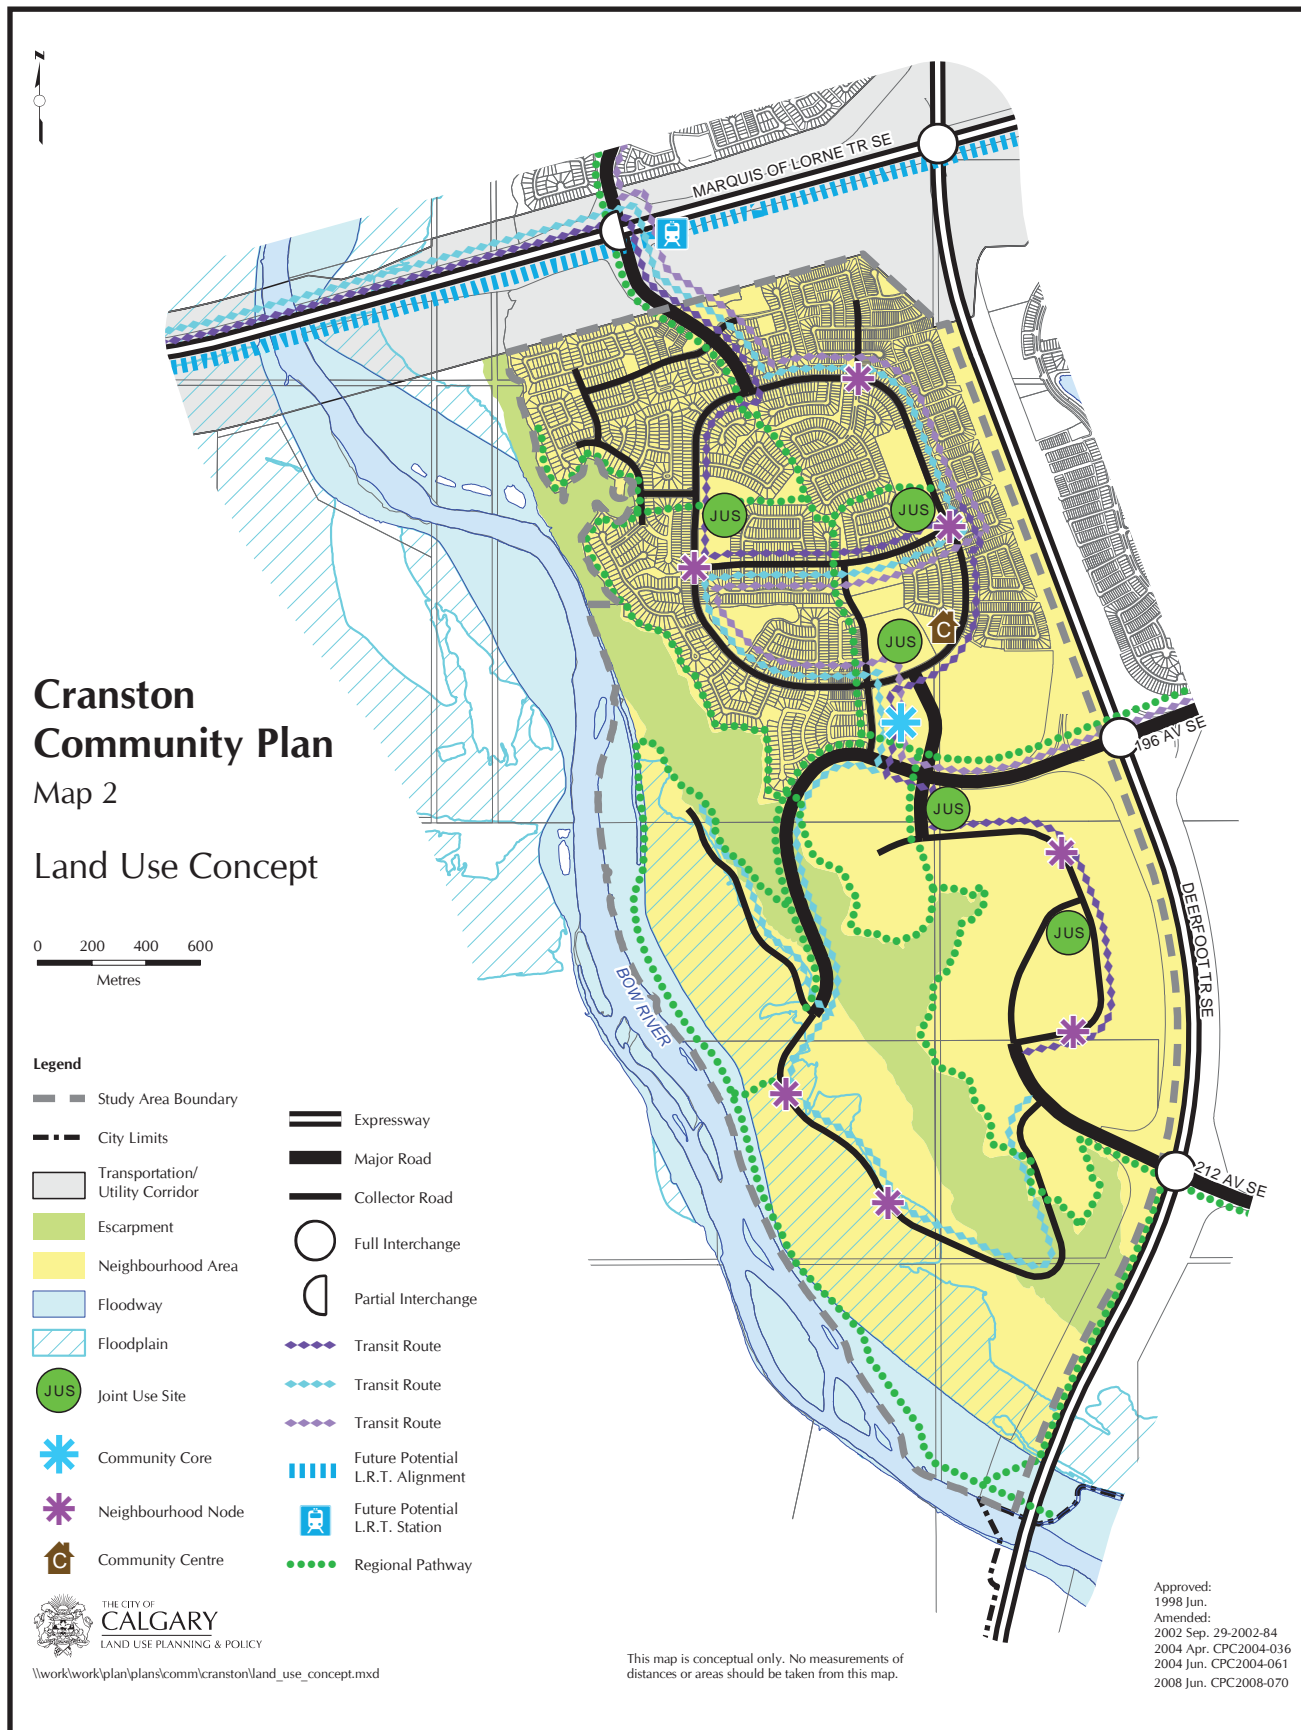 N
MARQUIS OF LORNE TR SE
JUS
JUS
JUS
C
196 AV SE
JUS
DEERFOOT TR SE
JUS
BOW RIVER
212 AV SE
Cranston
Community Plan
Map 2
Land Use Concept
0 200 400 600
Metres
Legend
Study Area Boundary
City Limits
Transportation/
Utility Corridor
Escarpment
Neighbourhood Area
Floodway
Floodplain
JUS Joint Use Site
Community Core
Neighbourhood Node
C Community Centre
Expressway
Major Road
Collector Road
Full Interchange
Partial Interchange
Transit Route
Transit Route
Transit Route
Future Potential
L.R.T. Alignment
Future Potential
L.R.T. Station
Regional Pathway
THE CITY OF
CALGARY
LAND USE PLANNING & POLICY
\\work\work\plan\plans\comm\cranston\land_use_concept.mxd
This map is conceptual only. No measurements of
distances or areas should be taken from this map.
Approved:
1998 Jun.
Amended:
2002 Sep. 29-2002-84
2004 Apr. CPC2004-036
2004 Jun. CPC2004-061
2008 Jun. CPC2008-070